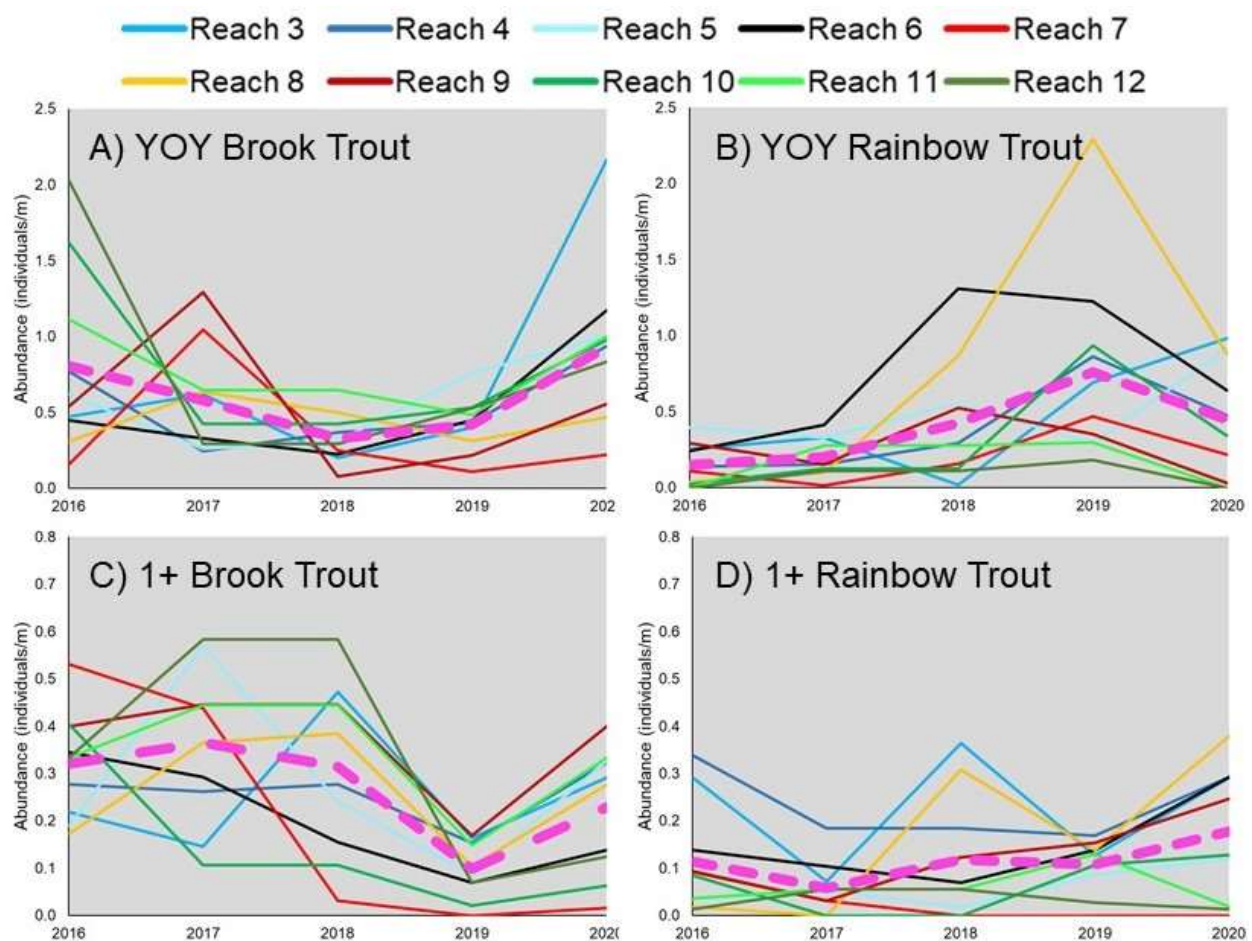 Reach 3 Reach 4 Reach 5 Reach 6 Reach 7
Reach 8 Reach 9 Reach 10 Reach 11 Reach 12
A) YOY Brook Trout
Abundance (individuals/m)
2.5
2.0
1.5
1.0
0.5
0.0
2016 2017 2018 2019 202
B) YOY Rainbow Trout
Abundance (individuals/m)
2.5
2.0
1.5
1.0
0.5
0.0
2016 2017 2018 2019 2020
C) 1+ Brook Trout
Abundance (individuals/m)
0.8
0.7
0.6
0.5
0.4
0.3
0.2
0.1
0.0
2016 2017 2018 2019 2020
D) 1+ Rainbow Trout
Abundance (individuals/m)
0.8
0.7
0.6
0.5
0.4
0.3
0.2
0.1
0.0
2016 2017 2018 2019 2020